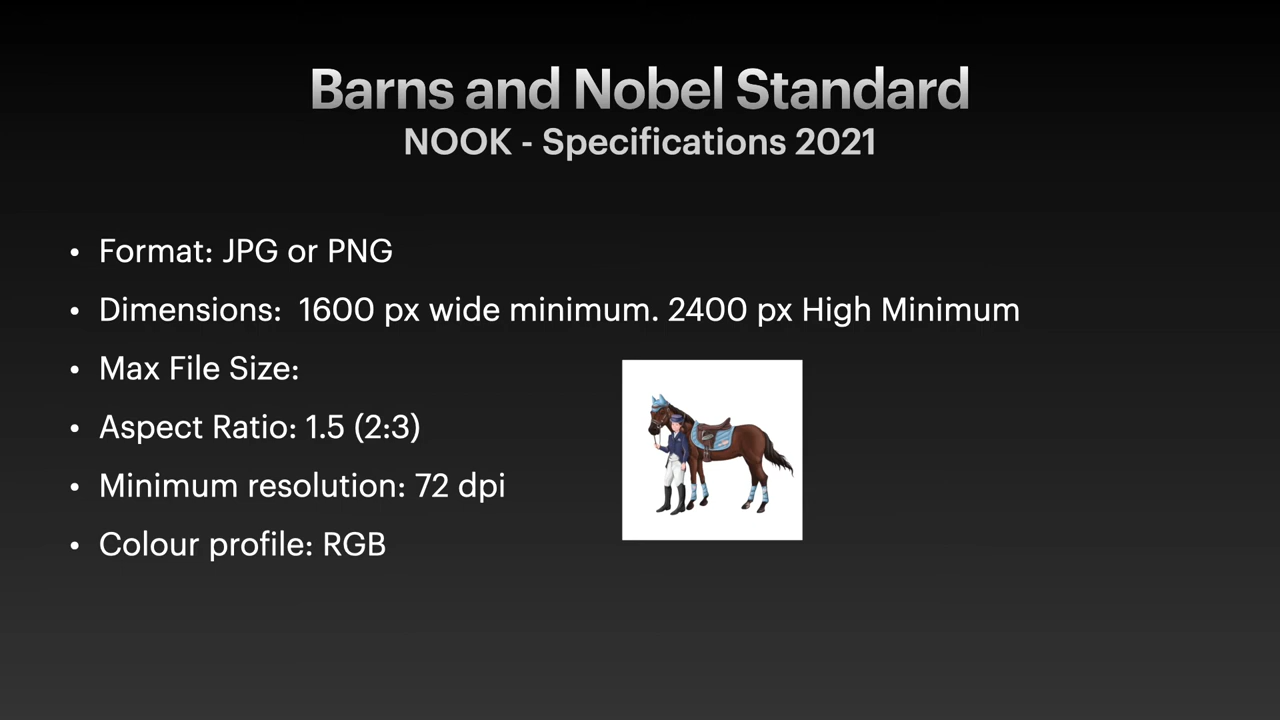 Barns and Nobel Standard
NOOK - Specifications 2021
• Format: JPG or PNG
• Dimensions:  1600 px wide minimum. 2400 px High Minimum
• Max File Size:
• Aspect Ratio: 1.5 (2:3)
• Minimum resolution: 72 dpi
• Colour profile: RGB